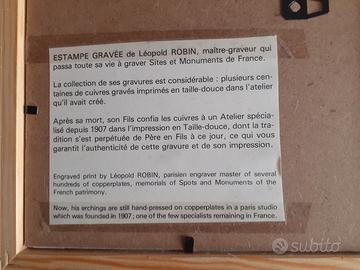 ESTAMPE GRAVÉE de Léopold ROBIN, maître-graveur qui
passa toute sa vie à graver Sites et Monuments de France.
La collection de ses gravures est considérable : plusieurs cen-
taines de cuivres gravés imprimés en taille-douce dans l'atelier
qu'il avait créé.
Après sa mort, son Fils confia les cuivres à un Atelier spécia-
lisé depuis 1907 dans l'impression en Taille-douce, dont la tra-
dition s'est perpétuée de Père en Fils à ce jour, ce qui vous
garantit l'authenticité de cette gravure et de son impression.
Engraved print by Léopold ROBIN, parisien engraver master of several
hundreds of copperplates, memorials of Spots and Monuments of the
French patrimony.
Now, his erchings are still hand-pressed on copperplates in a paris studio
which was founded in 1907 ; one of the few specialists remaining in France.
subito